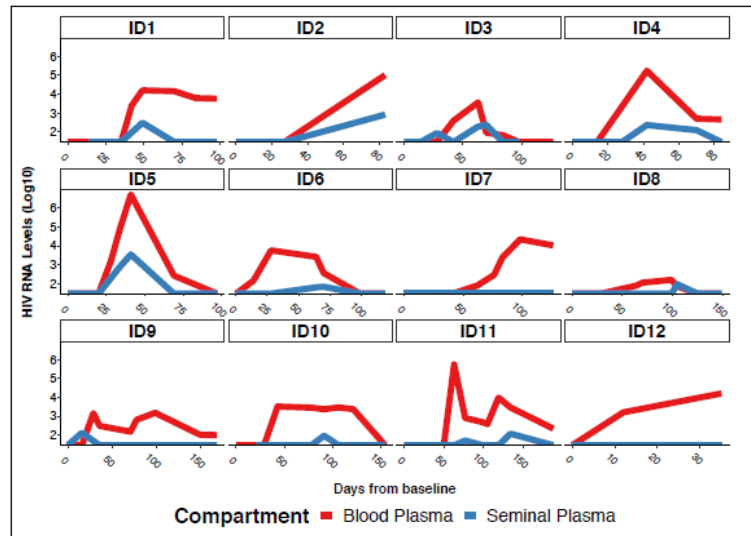 ID1 ID2 ID3 ID4
6
5
4
3
2
0 25 50 75 100 0 20 40 60 80 0 50 100 0 20 40 60 80
ID5 ID6 ID7 ID8
6
5
4
3
2
0 25 50 75 100 0 25 50 75 100 0 50 100 0 50 100 150
ID9 ID10 ID11 ID12
6
5
4
3
2
0 50 100 150 0 50 100 150 0 50 100 150 0 10 20 30
HIV RNA Levels (Log10)
Days from baseline
Compartment Blood Plasma Seminal Plasma